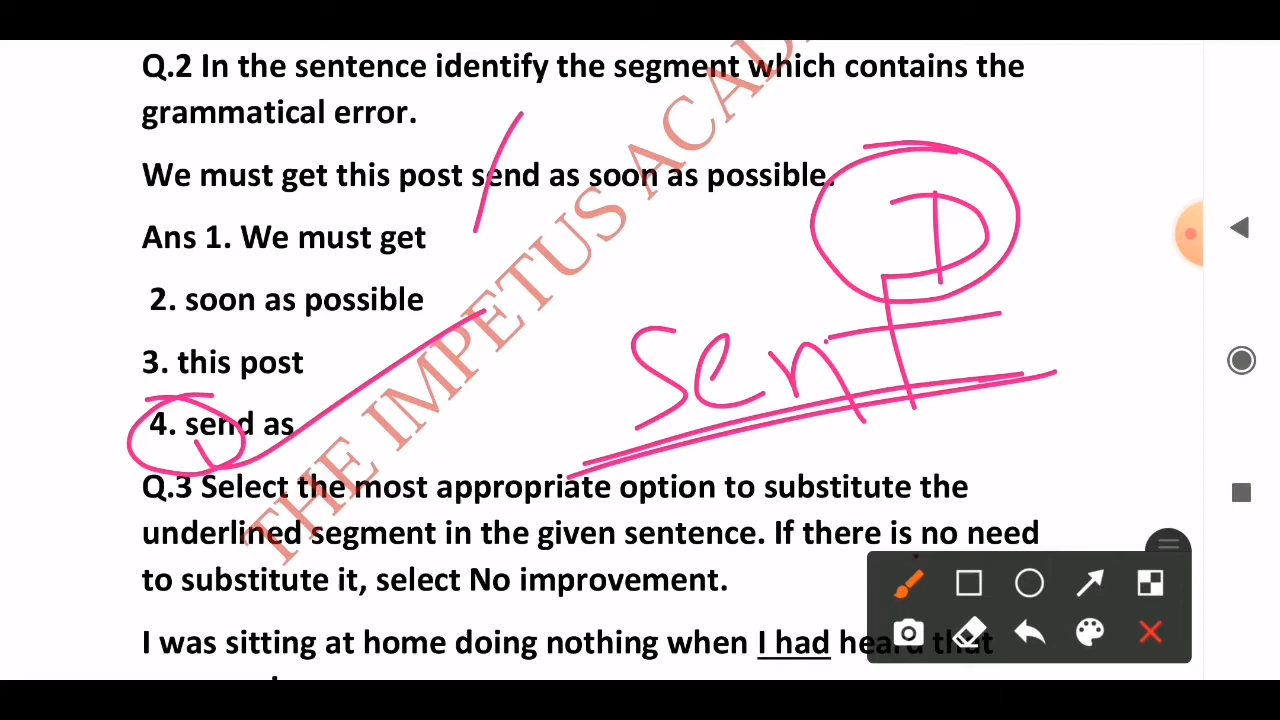 Q.2 In the sentence identify the segment which contains the
grammatical error.
We must get this post send as soon as possible.
Ans 1. We must get
2. soon as possible
3. this post
4. send as
Sent
D
Q.3 Select the most appropriate option to substitute the
underlined segment in the given sentence. If there is no need
to substitute it, select No improvement.
I was sitting at home doing nothing when I had heard that
THE IMPETUS ACAD